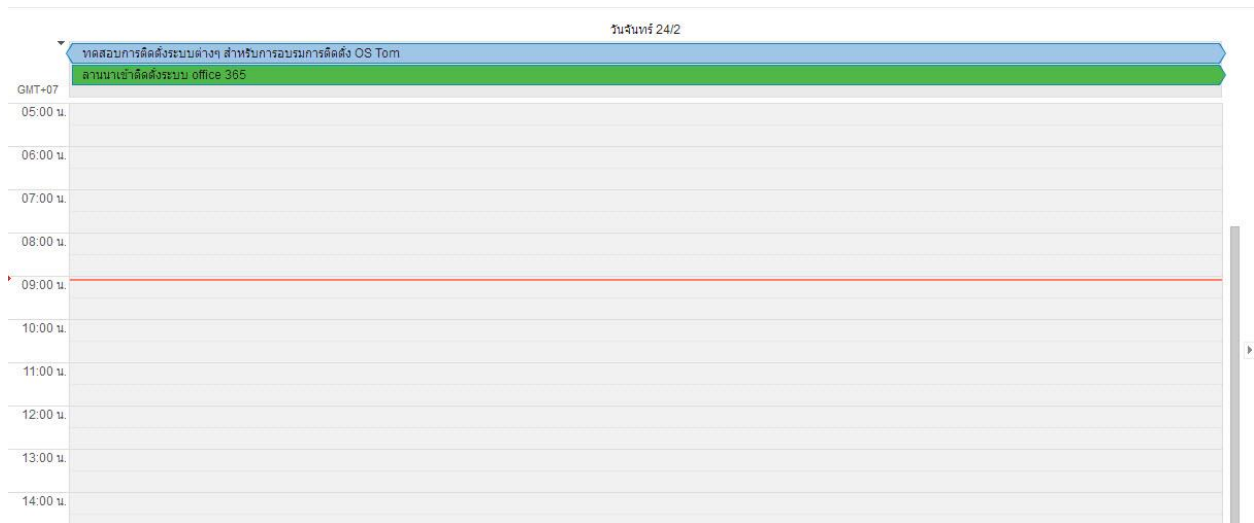 วันจันทร์ 24/2
ทดสอบการติดตั้งระบบต่างๆ สำหรับการอบรมการติดตั้ง OS Tom
ลานนาเข้าติดตั้งระบบ office 365
GMT+07
05:00 น.
06:00 น.
07:00 น.
08:00 น.
09:00 น.
10:00 น.
11:00 น.
12:00 น.
13:00 น.
14:00 น.